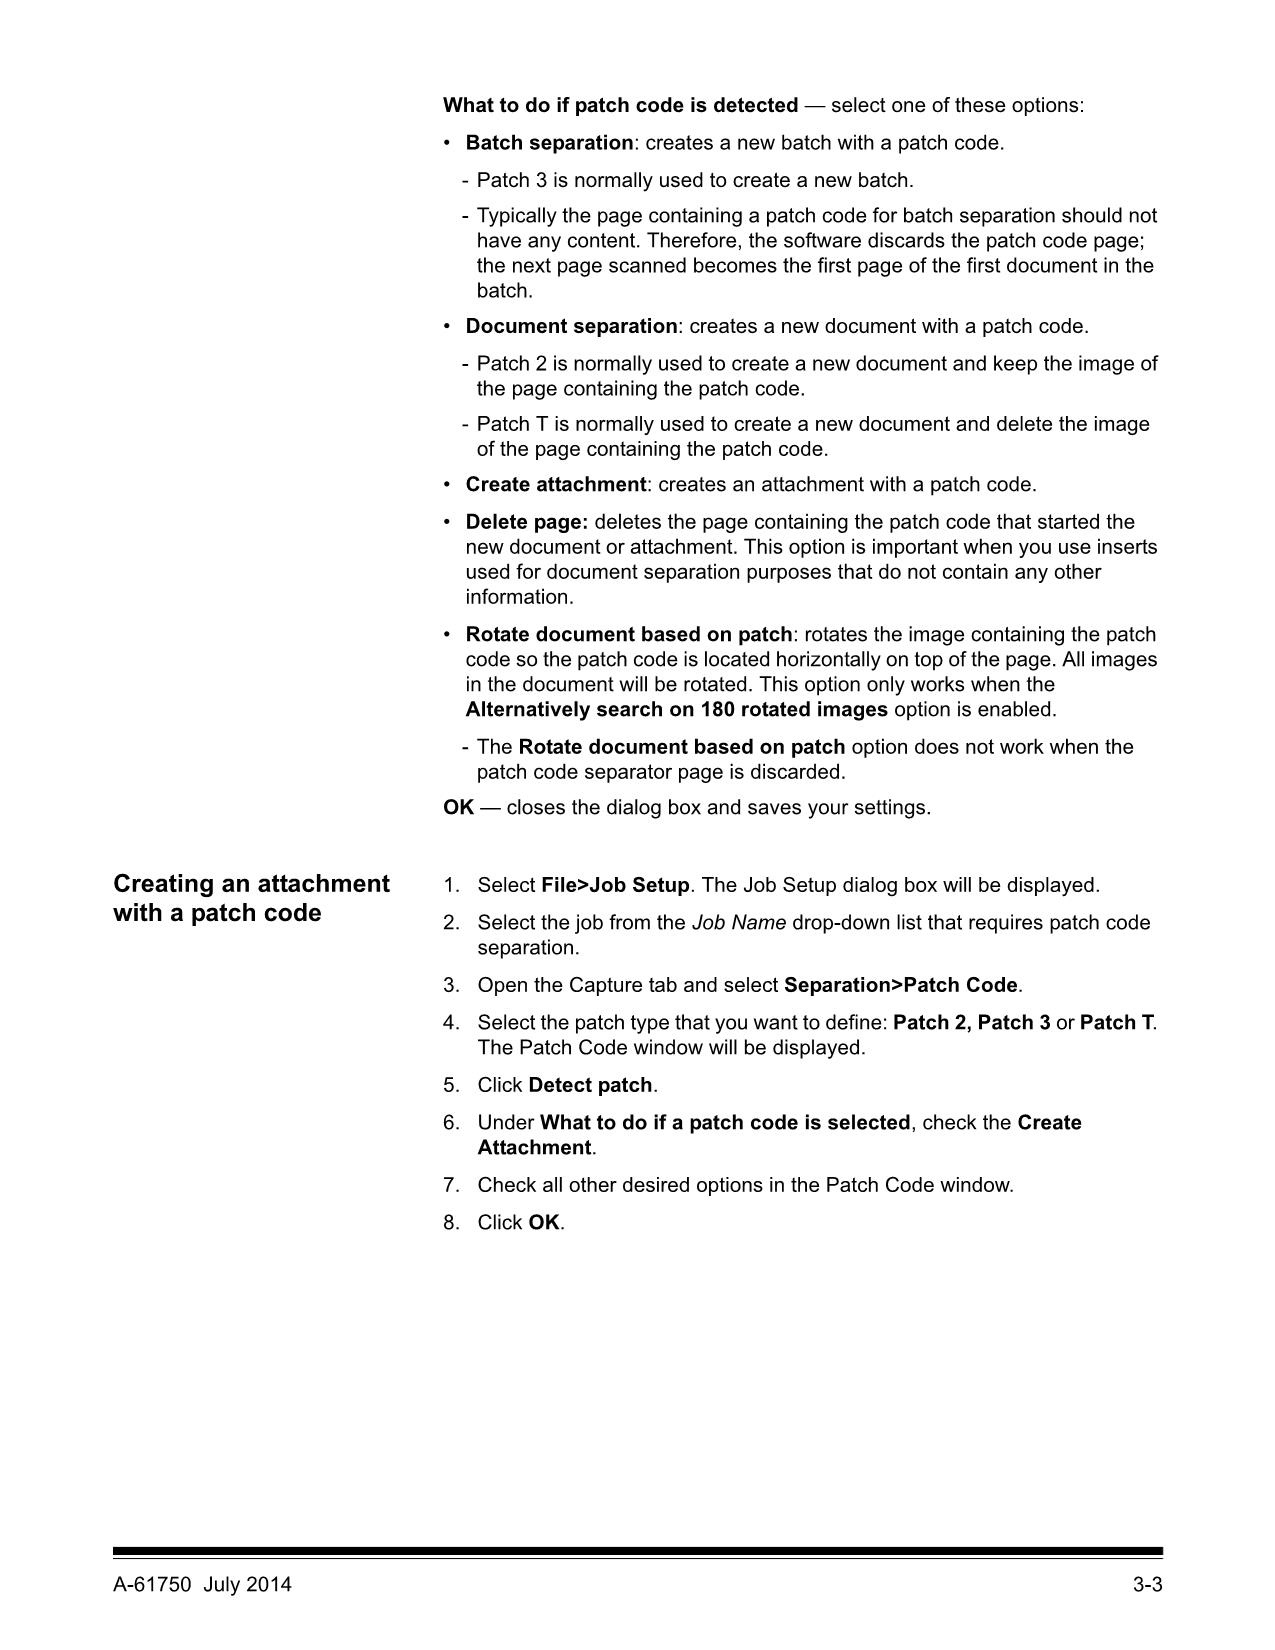 What to do if patch code is detected — select one of these options:
• Batch separation: creates a new batch with a patch code.
- Patch 3 is normally used to create a new batch.
- Typically the page containing a patch code for batch separation should not
have any content. Therefore, the software discards the patch code page;
the next page scanned becomes the first page of the first document in the
batch.
• Document separation: creates a new document with a patch code.
- Patch 2 is normally used to create a new document and keep the image of
the page containing the patch code.
- Patch T is normally used to create a new document and delete the image
of the page containing the patch code.
• Create attachment: creates an attachment with a patch code.
• Delete page: deletes the page containing the patch code that started the
new document or attachment. This option is important when you use inserts
used for document separation purposes that do not contain any other
information.
• Rotate document based on patch: rotates the image containing the patch
code so the patch code is located horizontally on top of the page. All images
in the document will be rotated. This option only works when the
Alternatively search on 180 rotated images option is enabled.
- The Rotate document based on patch option does not work when the
patch code separator page is discarded.
OK — closes the dialog box and saves your settings.
Creating an attachment
with a patch code
1. Select File>Job Setup. The Job Setup dialog box will be displayed.
2. Select the job from the Job Name drop-down list that requires patch code
separation.
3. Open the Capture tab and select Separation>Patch Code.
4. Select the patch type that you want to define: Patch 2, Patch 3 or Patch T.
The Patch Code window will be displayed.
5. Click Detect patch.
6. Under What to do if a patch code is selected, check the Create
Attachment.
7. Check all other desired options in the Patch Code window.
8. Click OK.
A-61750 July 2014
3-3